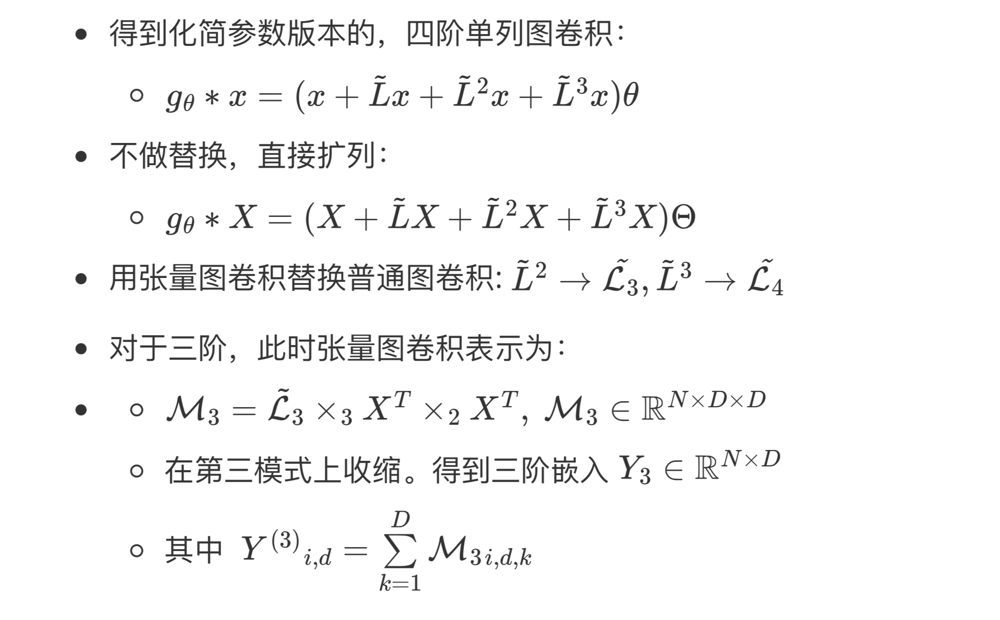 得到化简参数版本的，四阶单列图卷积：
$g_\theta * x = (x + \tilde{L}x + \tilde{L}^2x + \tilde{L}^3x)\theta$
不做替换，直接扩列：
$g_\theta * X = (X + \tilde{L}X + \tilde{L}^2X + \tilde{L}^3X)\Theta$
用张量图卷积替换普通图卷积: $\tilde{L}^2 \rightarrow \tilde{\mathcal{L}}_3, \tilde{L}^3 \rightarrow \tilde{\mathcal{L}}_4$
对于三阶，此时张量图卷积表示为：
$\mathcal{M}_3 = \tilde{\mathcal{L}}_3 \times_3 X^T \times_2 X^T, \mathcal{M}_3 \in \mathbb{R}^{N \times D \times D}$
在第三模式上收缩。得到三阶嵌入 $Y_3 \in \mathbb{R}^{N \times D}$
其中 $Y^{(3)}{}_{i,d} = \sum_{k=1}^{D} \mathcal{M}_{3\,i,d,k}$